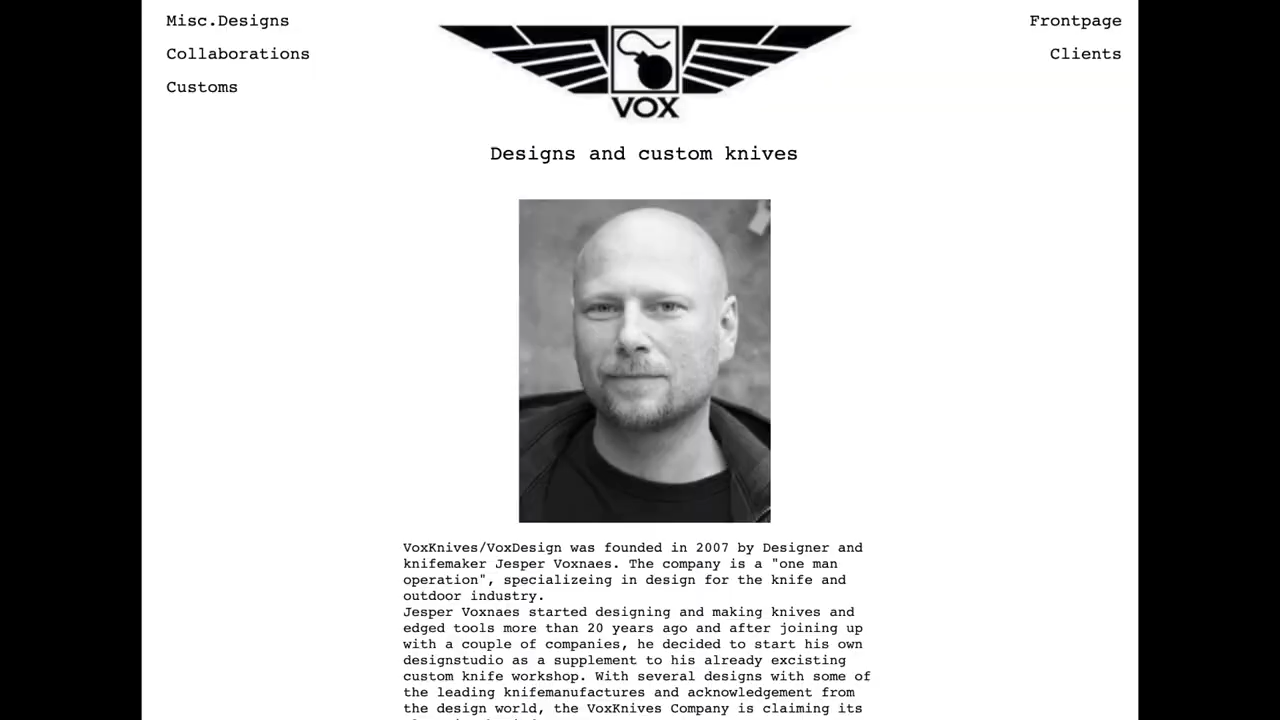 Misc.Designs
Frontpage
Collaborations
Clients
Customs
VOX
Designs and custom knives
VoxKnives/VoxDesign was founded in 2007 by Designer and
knifemaker Jesper Voxnaes. The company is a "one man
operation", specializeing in design for the knife and
outdoor industry.
Jesper Voxnaes started designing and making knives and
edged tools more than 20 years ago and after joining up
with a couple of companies, he decided to start his own
designstudio as a supplement to his already excisting
custom knife workshop. With several designs with some of
the leading knifemanufactures and acknowledgement from
the design world, the VoxKnives Company is claiming its